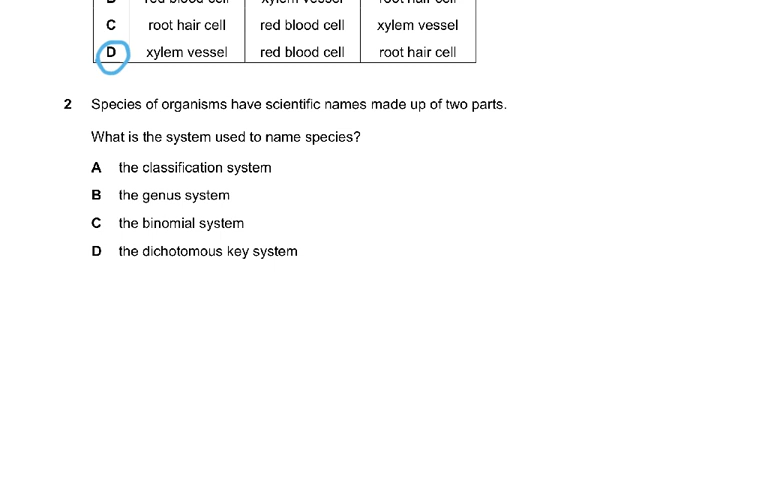 C root hair cell red blood cell xylem vessel
D xylem vessel red blood cell root hair cell
2 Species of organisms have scientific names made up of two parts.
What is the system used to name species?
A the classification system
B the genus system
C the binomial system
D the dichotomous key system